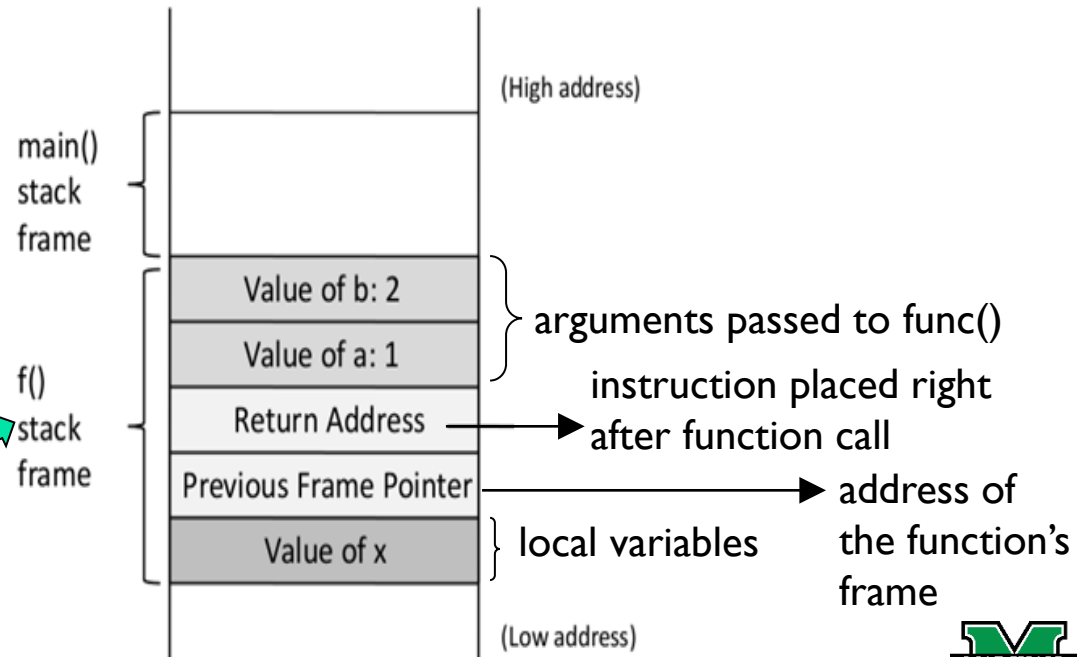 (High address)
main()
stack
frame
Value of b: 2
Value of a: 1
arguments passed to func()
f()
stack
frame
Return Address
instruction placed right
after function call
Previous Frame Pointer
address of
the function's
frame
Value of x
local variables
(Low address)